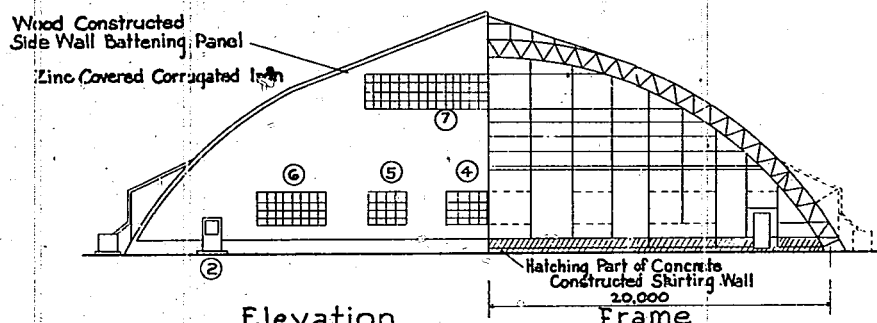 Wood Constructed
Side Wall Battening Panel
Zinc Covered Corrugated Iron
⑦
⑥
⑤
④
②
Hatching Part of Concrete
Constructed Skirting Wall
20,000
Elevation
Frame